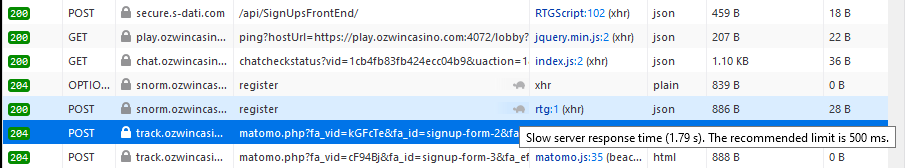 200 POST secure.s-dati.com /api/SignUpsFrontEnd/ RTGScript:102 (xhr) json 459 B 18 B
200 GET play.ozwincasino... ping?hostUrl=https://play.ozwincasino.com:4072/lobby? jquery.min.js:2 (xhr) json 207 B 22 B
200 GET chat.ozwincasi... chatcheckstatus?vid=1cb4fb83fb424ecc04b9&uaction=1& index.js:2 (xhr) json 1.10 KB 36 B
204 OPTIO... snorm.ozwincas... register xhr plain 839 B 0 B
200 POST snorm.ozwincas... register rtg:1 (xhr) json 886 B 28 B
204 POST track.ozwincasi... matomo.php?fa_vid=kGFcTe&fa_id=signup-form-2&fa
Slow server response time (1.79 s). The recommended limit is 500 ms.
204 POST track.ozwincasi... matomo.php?fa_vid=cF94Bj&fa_id=signup-form-3&fa_ef matomo.js:35 (beac... html 888 B 0 B